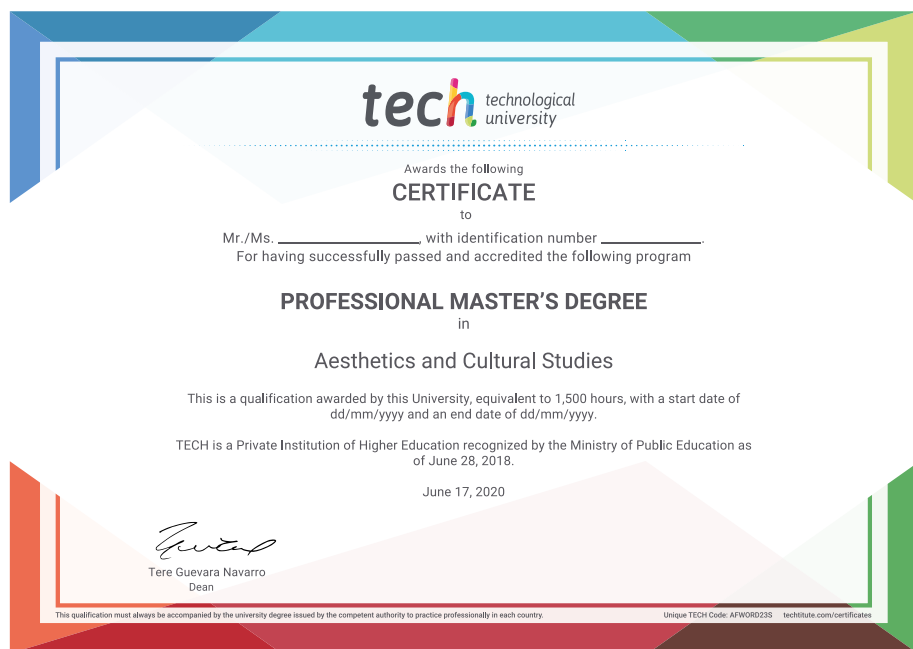 tech technological
university
Awards the following
CERTIFICATE
to
Mr./Ms. ____________________, with identification number ______________.
For having successfully passed and accredited the following program
PROFESSIONAL MASTER'S DEGREE
in
Aesthetics and Cultural Studies
This is a qualification awarded by this University, equivalent to 1,500 hours, with a start date of
dd/mm/yyyy and an end date of dd/mm/yyyy.
TECH is a Private Institution of Higher Education recognized by the Ministry of Public Education as
of June 28, 2018.
June 17, 2020
Tere Guevara Navarro
Dean
This qualification must always be accompanied by the university degree issued by the competent authority to practice professionally in each country. Unique TECH Code: AFWORD23S techtitute.com/certificates